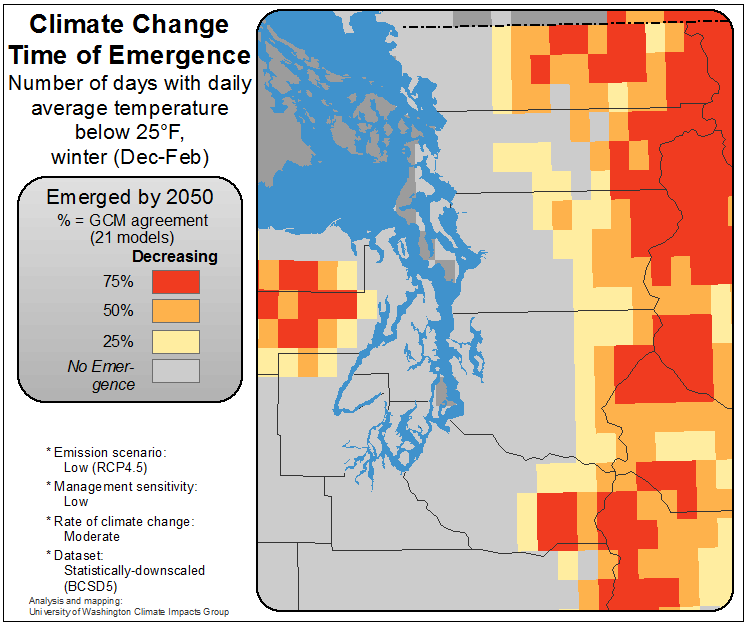 Climate Change
Time of Emergence
Number of days with daily
average temperature
below 25°F,
winter (Dec-Feb)
Emerged by 2050
% = GCM agreement
(21 models)
Decreasing
75%
50%
25%
No Emer-
gence
* Emission scenario:
Low (RCP4.5)
* Management sensitivity:
Low
* Rate of climate change:
Moderate
* Dataset:
Statistically-downscaled
(BCSD5)
Analysis and mapping:
University of Washington Climate Impacts Group